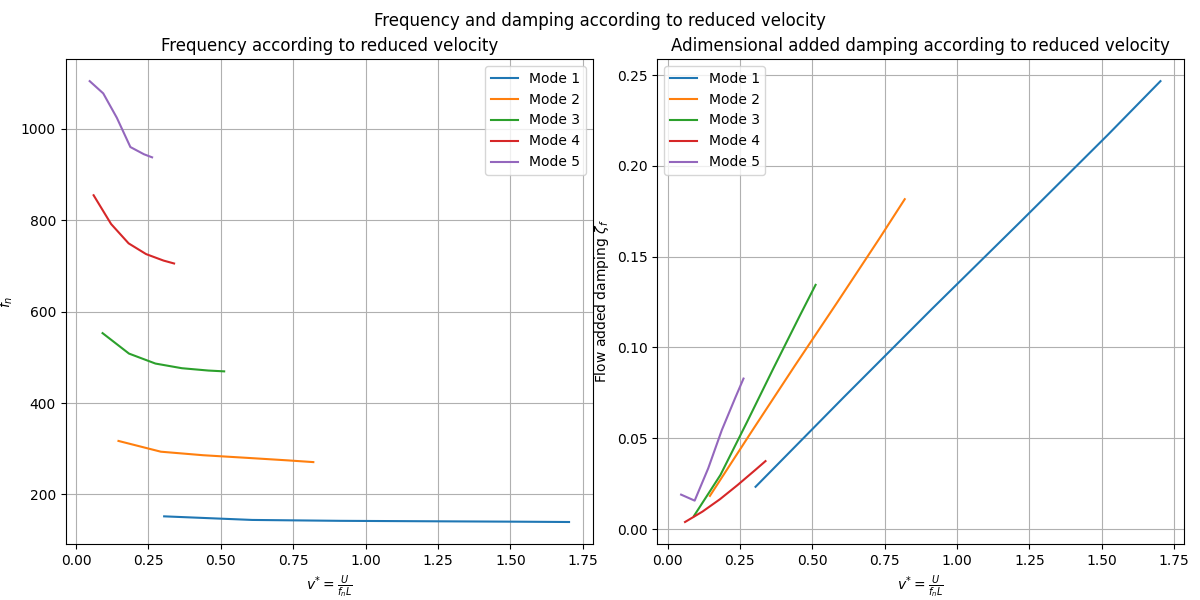 Frequency and damping according to reduced velocity
Frequency according to reduced velocity
1000
800
600
400
200
f_n
0.00 0.25 0.50 0.75 1.00 1.25 1.50 1.75
v* = U/(f_n L)
Mode 1
Mode 2
Mode 3
Mode 4
Mode 5
Adimensional added damping according to reduced velocity
0.25
0.20
0.15
0.10
0.05
0.00
Flow added damping ζ_f
0.00 0.25 0.50 0.75 1.00 1.25 1.50 1.75
v* = U/(f_n L)
Mode 1
Mode 2
Mode 3
Mode 4
Mode 5